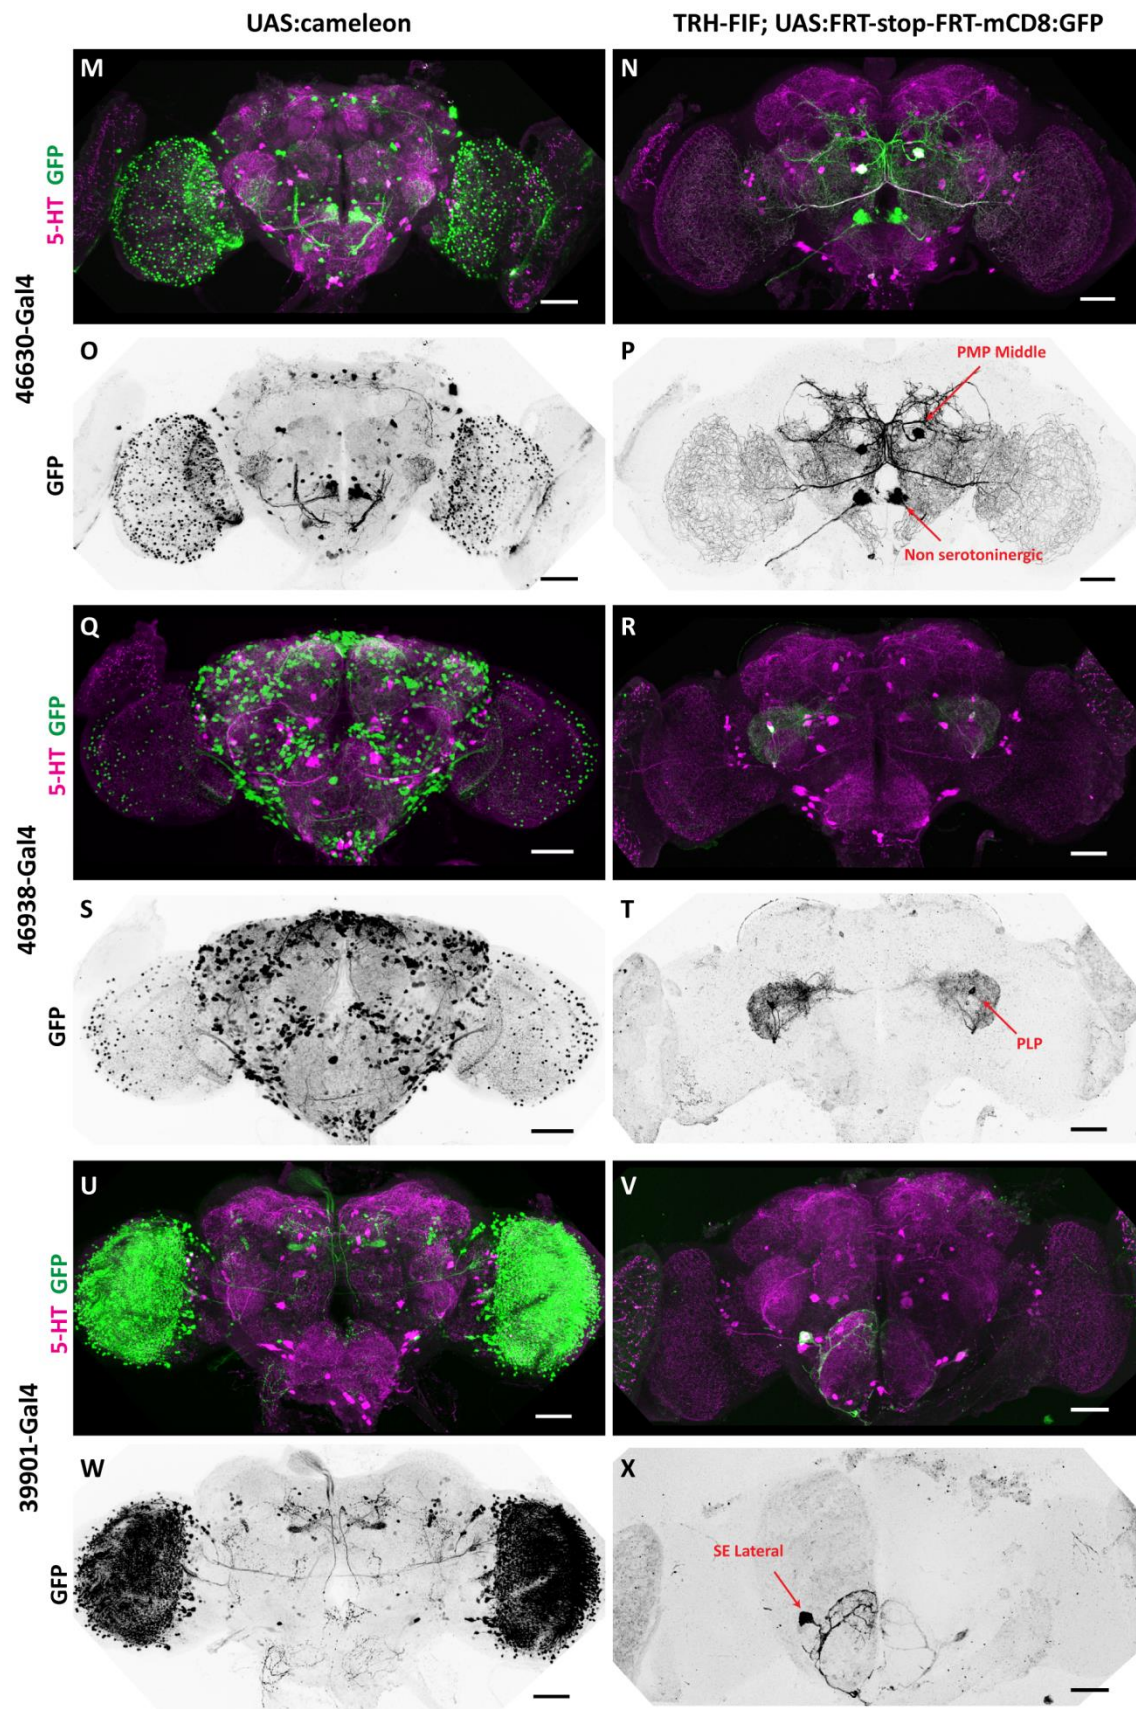 UAS:cameleon
TRH-FIF; UAS:FRT-stop-FRT-mCD8:GFP
46630-Gal4
5-HT GFP
M
N
GFP
O
P
PMP Middle
Non serotoninergic
46938-Gal4
5-HT GFP
Q
R
GFP
S
T
PLP
39901-Gal4
5-HT GFP
U
V
GFP
W
X
SE Lateral